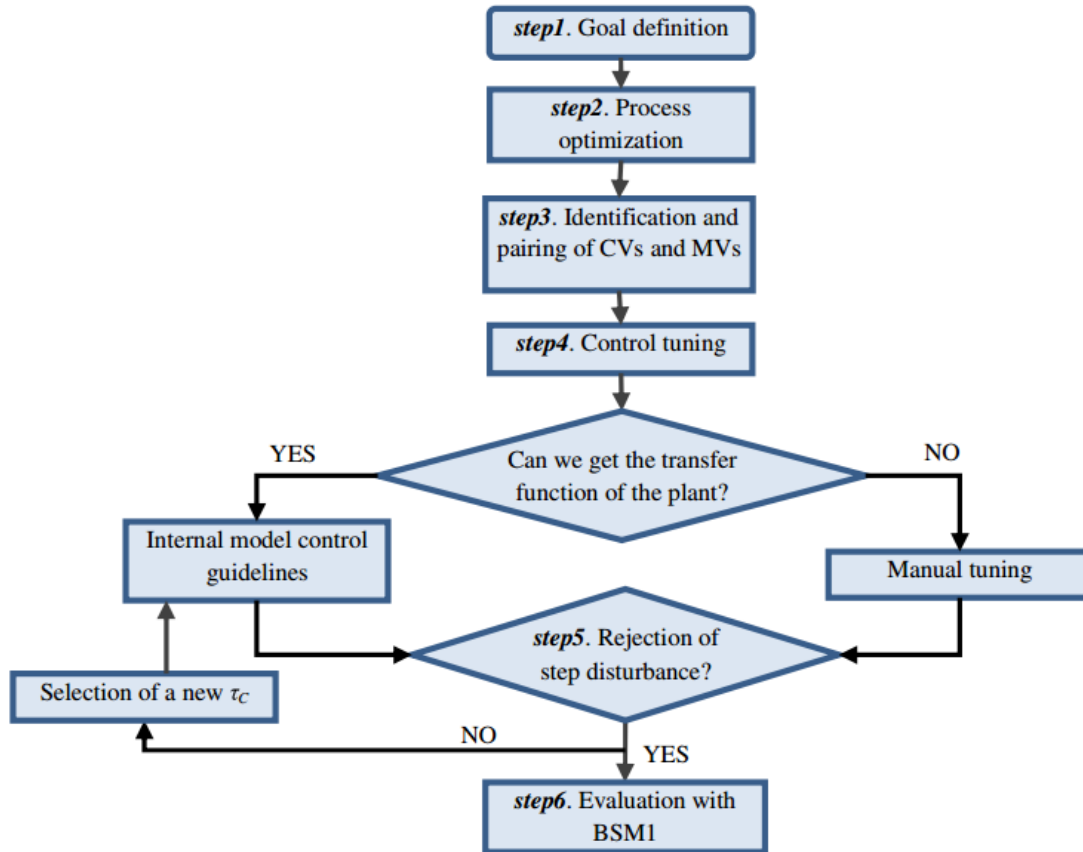 step1. Goal definition
step2. Process
optimization
step3. Identification and
pairing of CVs and MVs
step4. Control tuning
YES
NO
Can we get the transfer
function of the plant?
Internal model control
guidelines
Manual tuning
step5. Rejection of
step disturbance?
Selection of a new τC
NO
YES
step6. Evaluation with
BSM1